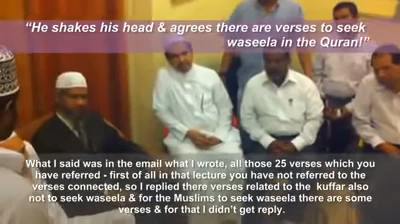 “He shakes his head & agrees there are verses to seek
waseela in the Quran!”
What I said was in the email what I wrote, all those 25 verses which you
have referred - first of all in that lecture you have not referred to the
verses connected, so I replied there verses related to the  kuffar also
not to seek waseela & for the Muslims to seek waseela there are some
verses & for that I didn't get reply.